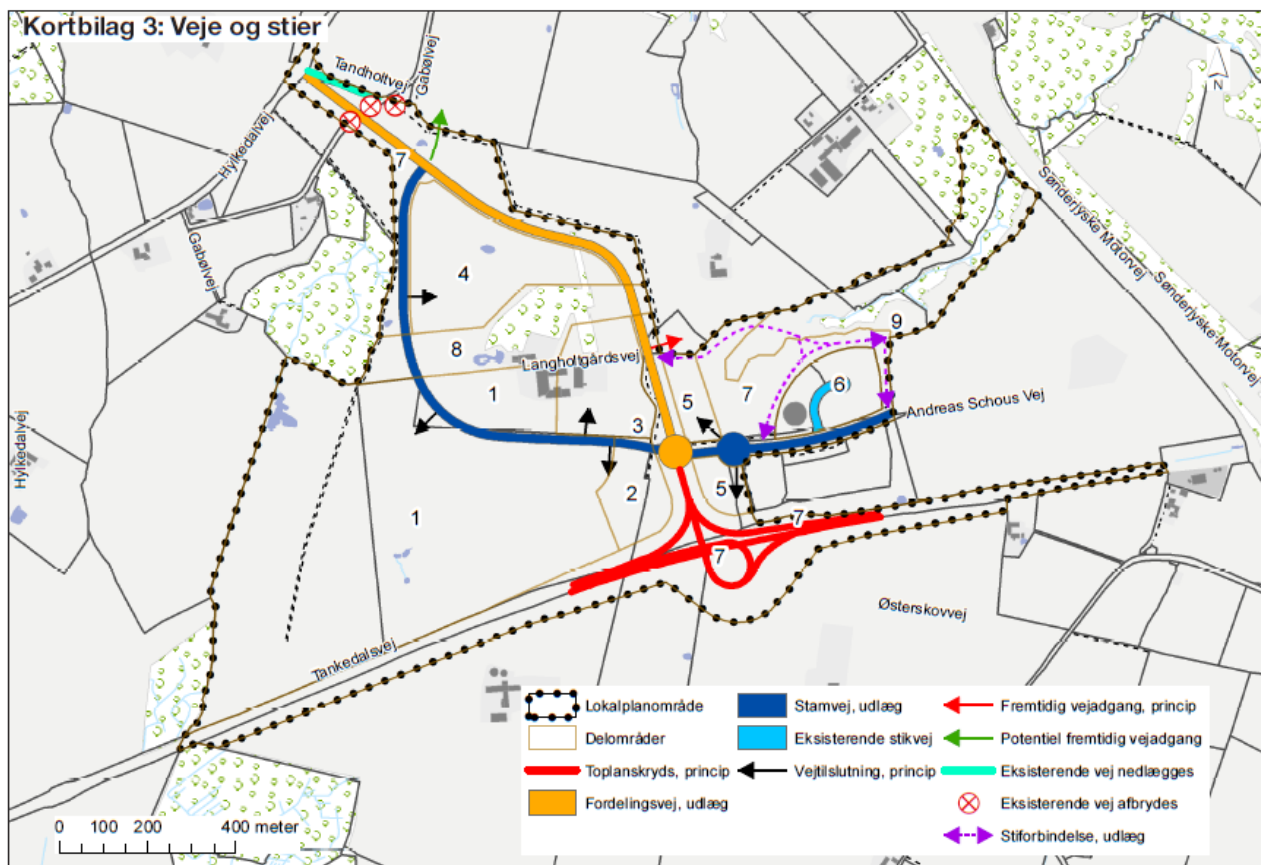 Kortbilag 3: Veje og stier
Tandholtvej
Gabølvej
N
Hylkedalvej
7
Sønderjyske Motorvej
Gabølvej
4
Sønderjyske Motorvej
9
8
Langholtgårdsvej
7
6
1
5
Andreas Schous Vej
3
Hylkedalvej
2
5
1
7
7
Østerskovvej
Tankedalsvej
Lokalplanområde
Stamvej, udlæg
Fremtidig vejadgang, princip
Delområder
Eksisterende stikvej
Potentiel fremtidig vejadgang
Toplanskryds, princip
Vejtilslutning, princip
Eksisterende vej nedlægges
Fordelingsvej, udlæg
Eksisterende vej afbrydes
Stiforbindelse, udlæg
0 100 200 400 meter